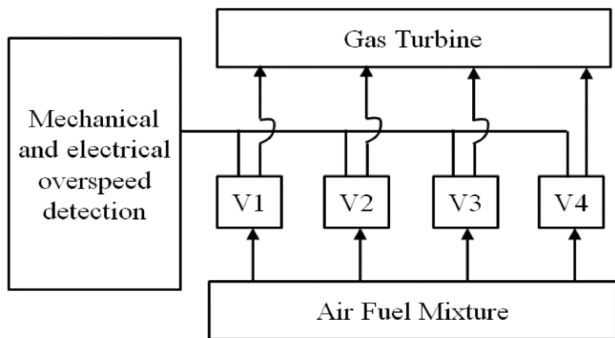 Gas Turbine
Mechanical
and electrical
overspeed
detection
V1
V2
V3
V4
Air Fuel Mixture